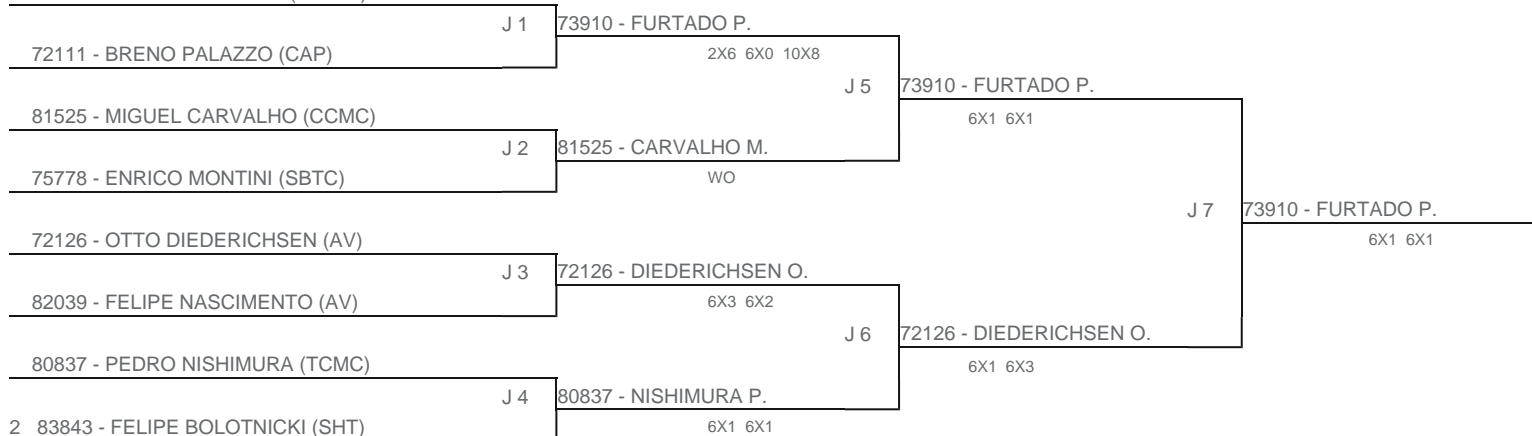 J 1 73910 - FURTADO P.
72111 - BRENO PALAZZO (CAP) 2X6 6X0 10X8
J 5 73910 - FURTADO P.
81525 - MIGUEL CARVALHO (CCMC) 6X1 6X1
J 2 81525 - CARVALHO M.
75778 - ENRICO MONTINI (SBTC) WO
J 7 73910 - FURTADO P.
72126 - OTTO DIEDERICHSEN (AV) 6X1 6X1
J 3 72126 - DIEDERICHSEN O.
82039 - FELIPE NASCIMENTO (AV) 6X3 6X2
J 6 72126 - DIEDERICHSEN O.
80837 - PEDRO NISHIMURA (TCMC) 6X1 6X3
J 4 80837 - NISHIMURA P.
2 83843 - FELIPE BOLOTNICKI (SHT) 6X1 6X1